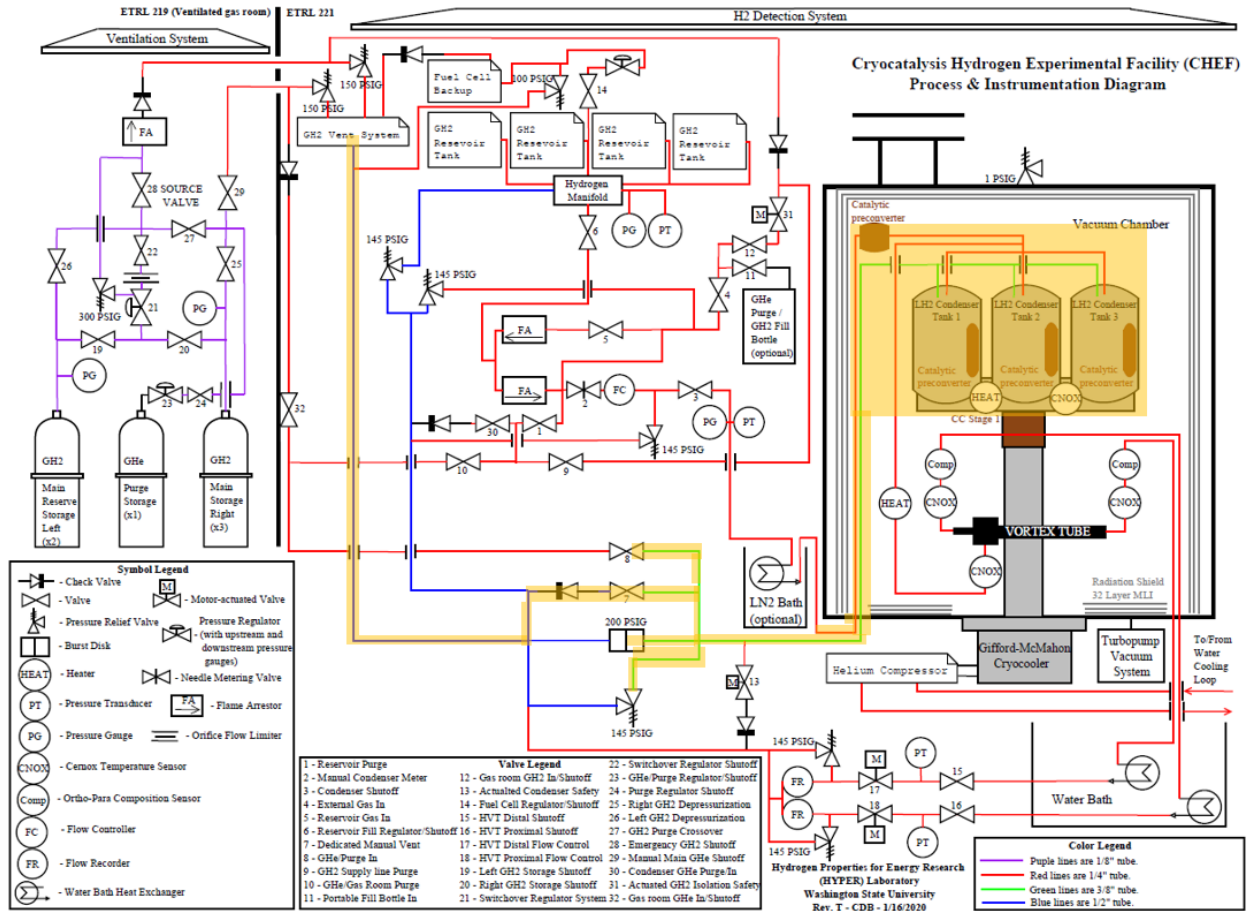 ETRL 219 (Ventilated gas room)
ETRL 221
Ventilation System
H2 Detection System
Cryocatalysis Hydrogen Experimental Facility (CHEF)
Process & Instrumentation Diagram
150 PSIG
150 PSIG
Fuel Cell
Backup
100 PSIG
14
GH2 Vent System
GH2
Resevoir
Tank
GH2
Resevoir
Tank
GH2
Resevoir
Tank
GH2
Resevoir
Tank
FA
28 SOURCE
VALVE
29
27
26
22
25
300 PSIG
21
PG
19
20
PG
23
24
32
GH2
Main
Reserve
Storage
Left
(x2)
GHe
Purge
Storage
(x1)
GH2
Main
Storage
Right
(x3)
Hydrogen
Manifold
6
PG
PT
M
31
12
11
4
145 PSIG
145 PSIG
GHe
Purge /
GH2 Fill
Bottle
(optional)
FA
5
FA
2
FC
3
30
1
145 PSIG
PG
PT
10
9
8
7
200 PSIG
LN2 Bath
(optional)
M
13
145 PSIG
1 PSIG
Catalytic
preconverter
Vacuum Chamber
LH2 Condenser
Tank 1
LH2 Condenser
Tank 2
LH2 Condenser
Tank 3
Catalytic
preconverter
Catalytic
preconverter
Catalytic
preconverter
HEAT
CNOX
CC Stage 1
Comp
Comp
CNOX
CNOX
HEAT
VORTEX TUBE
CNOX
Radiation Shield
32 Layer MLI
Gifford-McMahon
Cryocooler
Turbopump
Vacuum
System
Helium Compressor
To/From
Water
Cooling
Loop
145 PSIG
FR
FR
M
17
PT
15
18
M
PT
16
145 PSIG
Water Bath
Symbol Legend
- Check Valve
- Valve
M
- Motor-actuated Valve
- Pressure Relief Valve
Pressure Regulator
- (with upstream and
downstream pressure
gauges)
- Burst Disk
HEAT - Heater
- Needle Metering Valve
PT - Pressure Transducer
FA - Flame Arrestor
PG - Pressure Gauge
- Orifice Flow Limiter
CNOX - Cernox Temperature Sensor
Comp - Ortho-Para Composition Sensor
FC - Flow Controller
FR - Flow Recorder
- Water Bath Heat Exchanger
Valve Legend
1 - Reservoir Purge
2 - Manual Condenser Meter
3 - Condenser Shutoff
4 - External Gas In
5 - Reservoir Gas In
6 - Reservoir Fill Regulator/Shutoff
7 - Dedicated Manual Vent
8 - GHe/Purge In
9 - GH2 Supply line Purge
10 - GHe/Gas Room Purge
11 - Portable Fill Bottle In
12 - Gas room GH2 In/Shutoff
13 - Actualted Condenser Safety
14 - Fuel Cell Regulator/Shutoff
15 - HVT Distal Shutoff
16 - HVT Proximal Shutoff
17 - HVT Distal Flow Control
18 - HVT Proximal Flow Control
19 - Left GH2 Storage Shutoff
20 - Right GH2 Storage Shutoff
21 - Switchover Regulator System
22 - Switchover Regulator Shutoff
23 - GHe/Purge Regulator/Shutoff
24 - Purge Regulator Shutoff
25 - Right GH2 Depressurization
26 - Left GH2 Depressurization
27 - GH2 Purge Crossover
28 - Emergency GH2 Shutoff
29 - Manual Main GHe Shutoff
30 - Condenser GHe Purge/In
31 - Actuated GH2 Isolation Safety
32 - Gas room GHe In/Shutoff
Hydrogen Properties for Energy Research
(HYPER) Laboratory
Washington State University
Rev. T - CDB - 1/16/2020
Color Legend
Puple lines are 1/8" tube.
Red lines are 1/4" tube.
Green lines are 3/8" tube.
Blue lines are 1/2" tube.